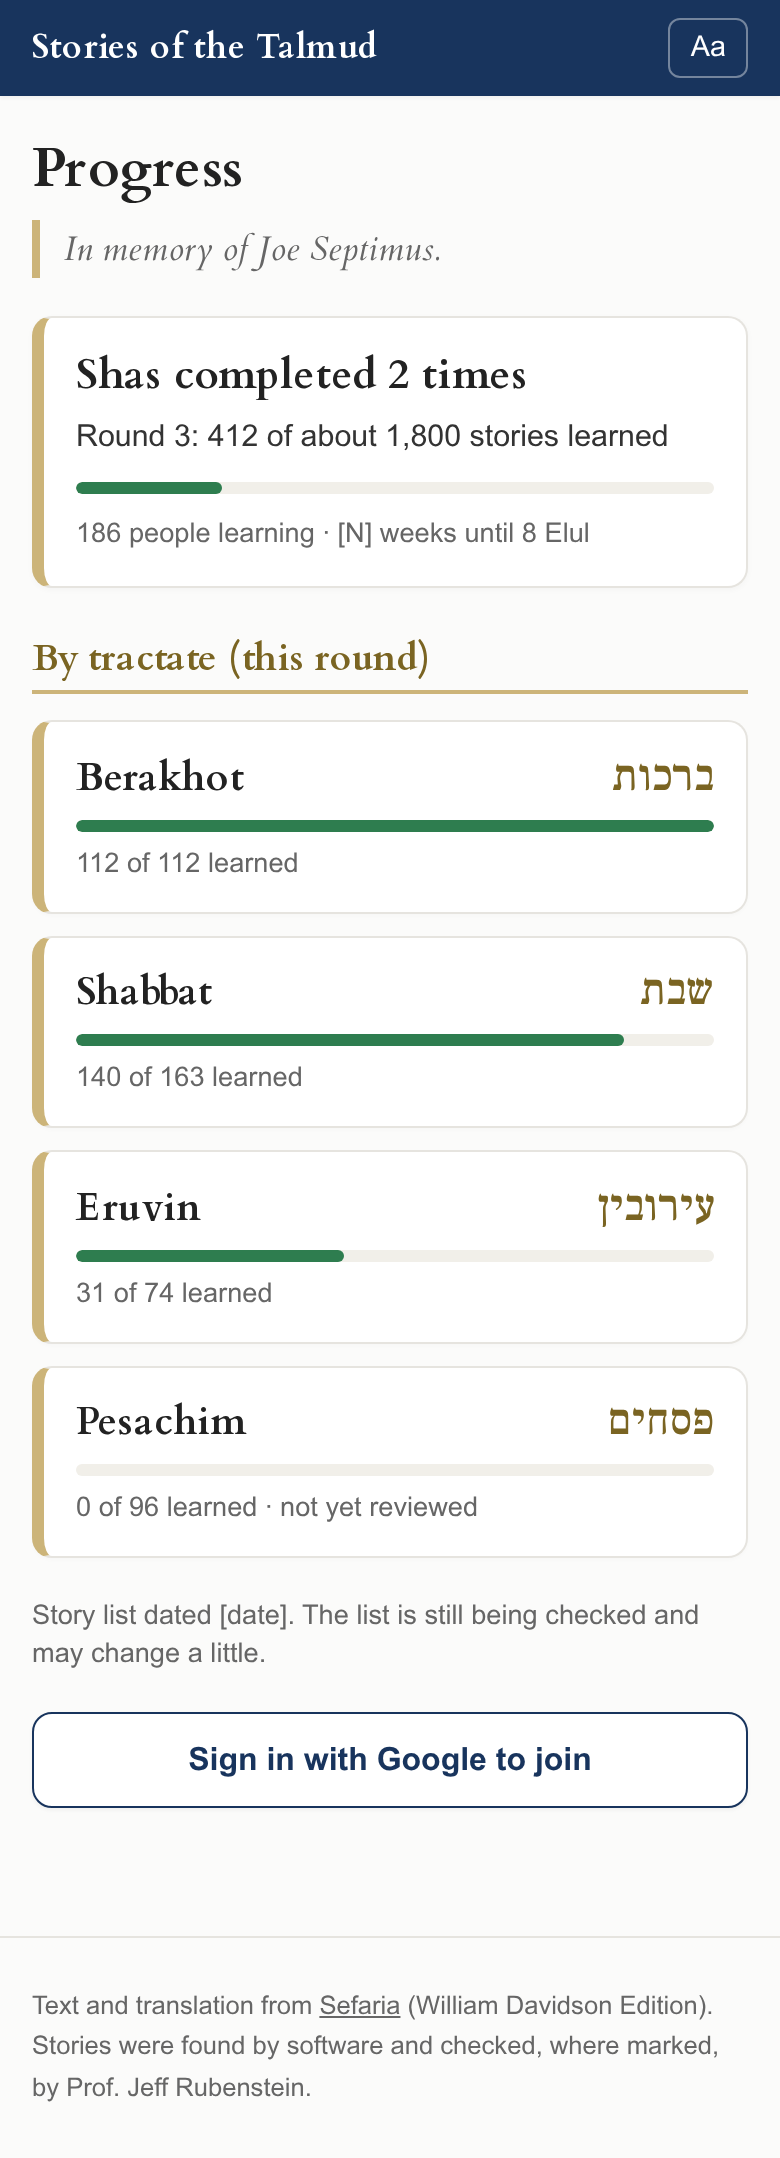 Stories of the Talmud
Aa
Progress
In memory of Joe Septimus.
Shas completed 2 times
Round 3: 412 of about 1,800 stories learned
186 people learning · [N] weeks until 8 Elul
By tractate (this round)
Berakhot ברכות
112 of 112 learned
Shabbat שבת
140 of 163 learned
Eruvin עירובין
31 of 74 learned
Pesachim פסחים
0 of 96 learned · not yet reviewed
Story list dated [date]. The list is still being checked and
may change a little.
Sign in with Google to join
Text and translation from Sefaria (William Davidson Edition).
Stories were found by software and checked, where marked,
by Prof. Jeff Rubenstein.